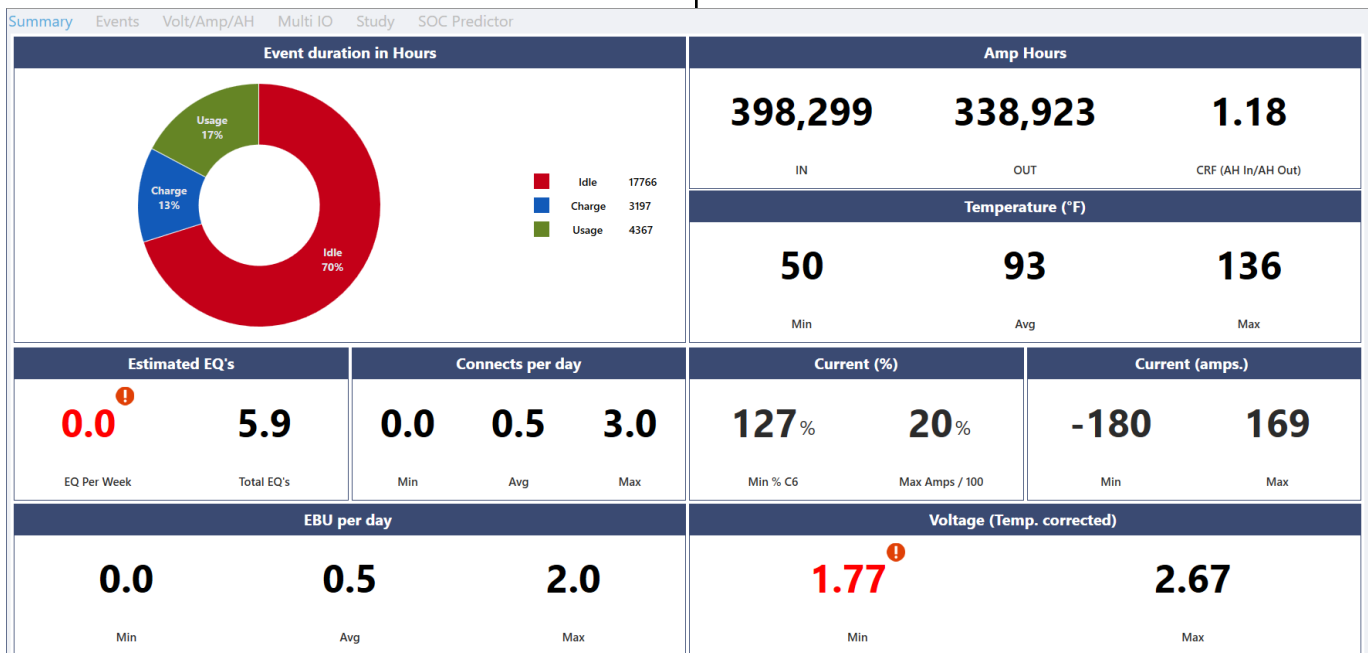 Summary Events Volt/Amp/AH Multi IO Study SOC Predictor
Event duration in Hours
Usage
17%
Charge
13%
Idle
70%
Idle 17766
Charge 3197
Usage 4367
Amp Hours
398,299 338,923 1.18
IN OUT CRF (AH In/AH Out)
Temperature (°F)
50 93 136
Min Avg Max
Estimated EQ's
0.0 ! 5.9
EQ Per Week Total EQ's
Connects per day
0.0 0.5 3.0
Min Avg Max
Current (%)
127% 20%
Min % C6 Max Amps / 100
Current (amps.)
-180 169
Min Max
EBU per day
0.0 0.5 2.0
Min Avg Max
Voltage (Temp. corrected)
1.77 ! 2.67
Min Max